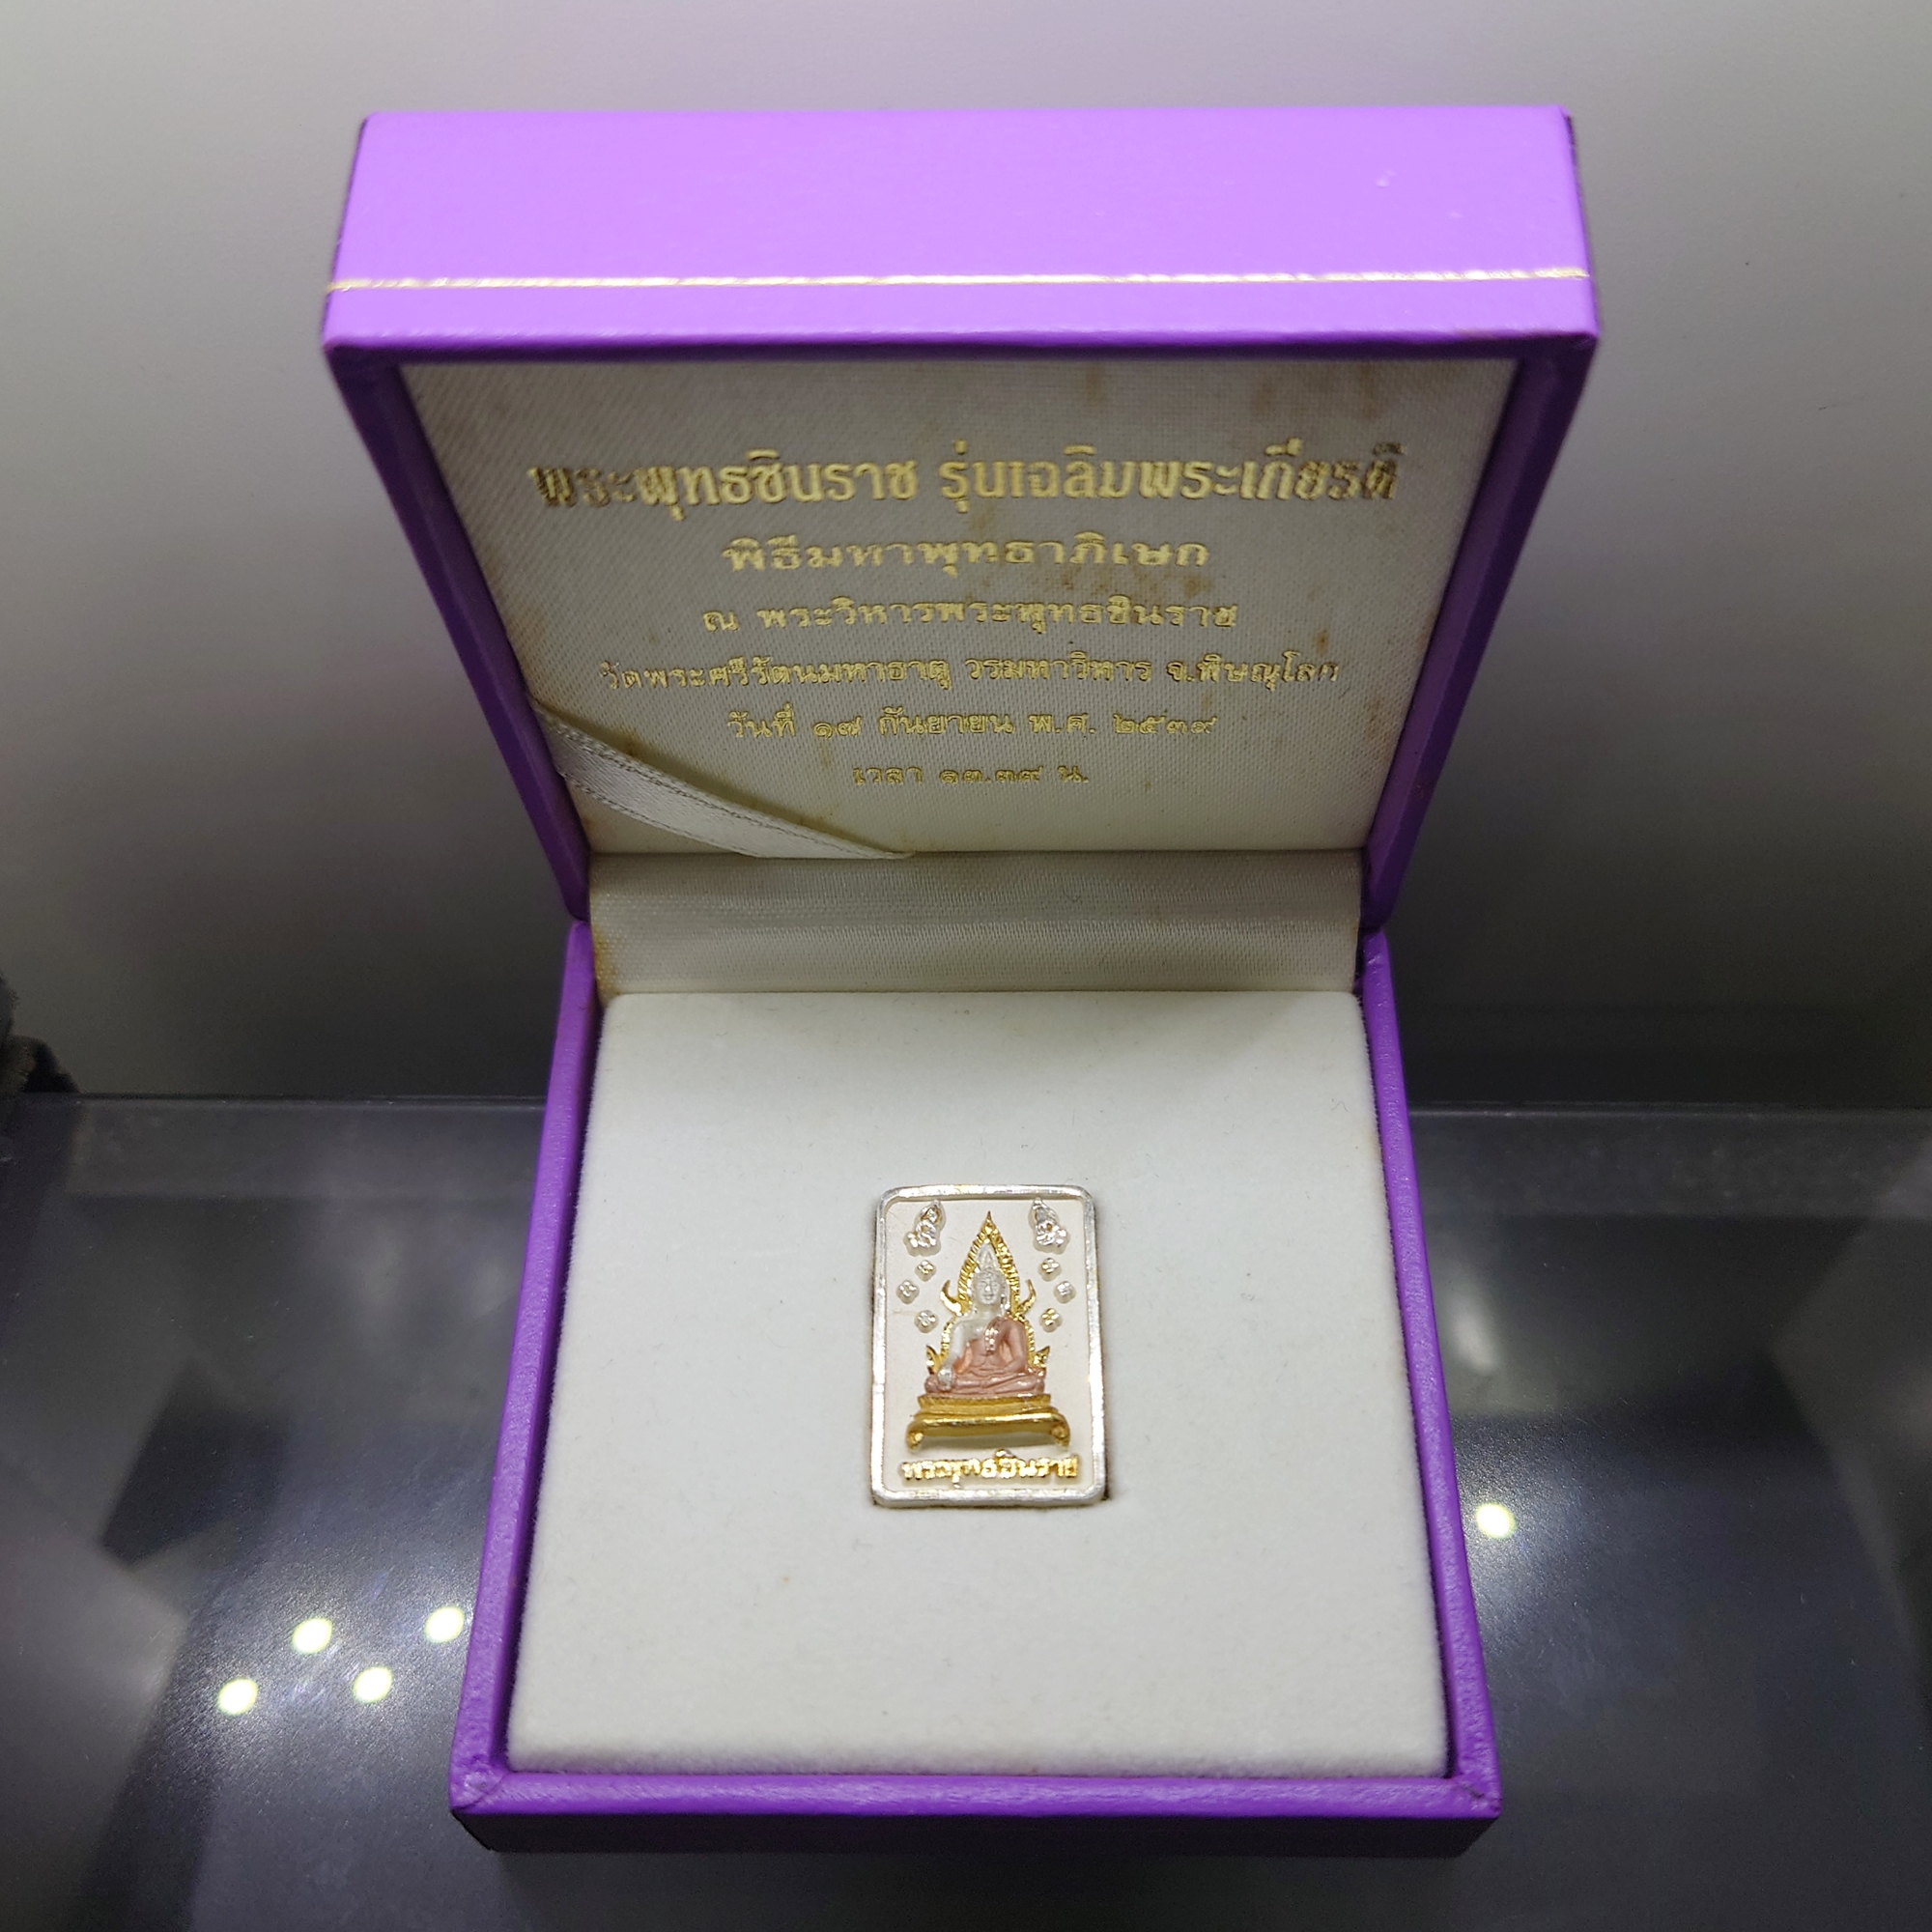 พระพุทธชินราช รุ่นเฉลิมพระเกียรติ
พิธีมหาพุทธาภิเษก
ณ พระวิหารพระพุทธชินราช
วัดพระศรีรัตนมหาธาตุ วรมหาวิหาร จ.พิษณุโลก
วันที่ ๑๗ กันยายน พ.ศ. ๒๕๓๙
เวลา ๑๓.๓๙ น.
พระพุทธชินราช